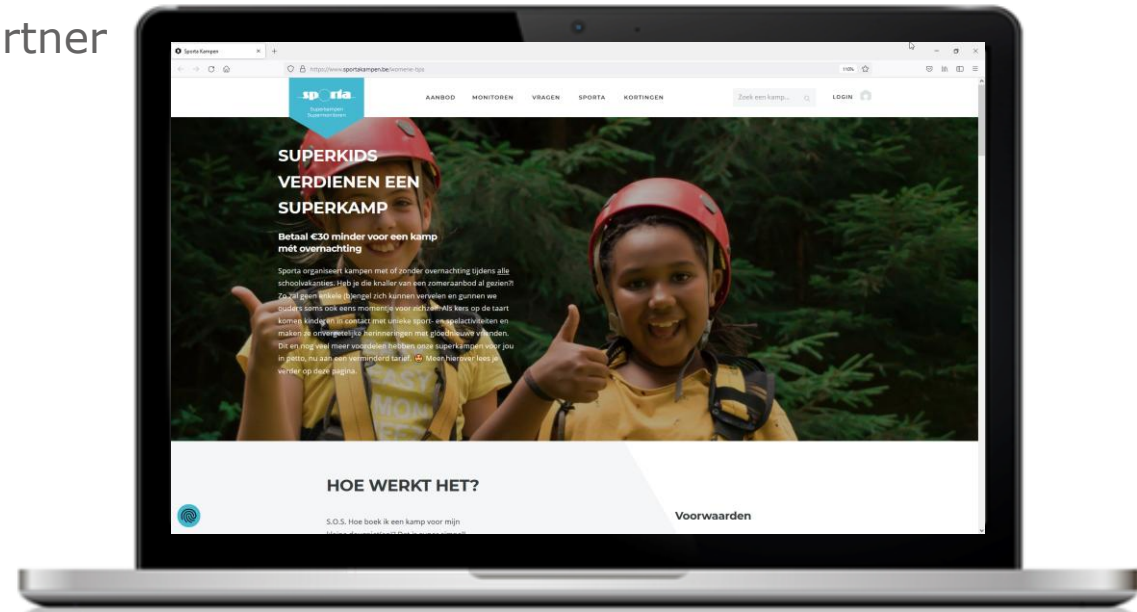 rtner
Sporta Kampen
https://www.sportakampen.be/
110%
sporta
Superkampen
Supermonitoren
AANBOD MONITOREN VRAGEN SPORTA KORTINGEN
Zoek een kamp...
LOGIN
SUPERKIDS
VERDIENEN EEN
SUPERKAMP
Betaal €30 minder voor een kamp
mét overnachting
Sporta organiseert kampen met of zonder overnachting tijdens alle
schoolvakanties. Heb je die knaller van een zomeraanbod al gezien?!
Zo zal geen enkele (b)engel zich kunnen vervelen en gunnen we
ouders soms ook eens momentje voor zichzelf. Als kers op de taart
komen kinderen in contact met unieke sport- en spelactiviteiten en
maken ze onvergetelijke herinneringen met gloednieuwe vrienden.
Dit en nog veel meer voordelen hebben onze superkampen voor jou
in petto, nu aan een verminderd tarief. 🤩 Meer hierover lees je
verder op deze pagina.
HOE WERKT HET?
S.O.S. Hoe boek ik een kamp voor mijn
Voorwaarden